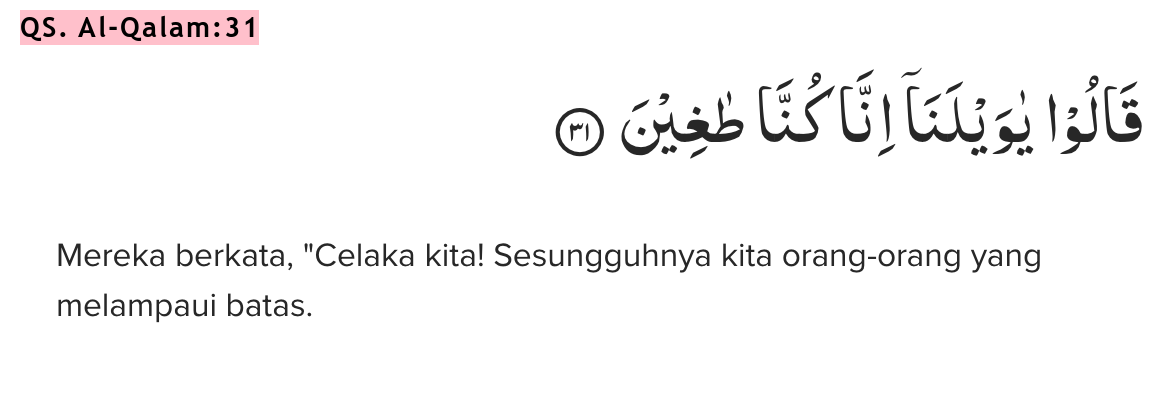 QS. Al-Qalam:31
قَالُوْا يٰوَيْلَنَآ اِنَّا كُنَّا طٰغِيْنَ ٣١
Mereka berkata, "Celaka kita! Sesungguhnya kita orang-orang yang
melampaui batas.